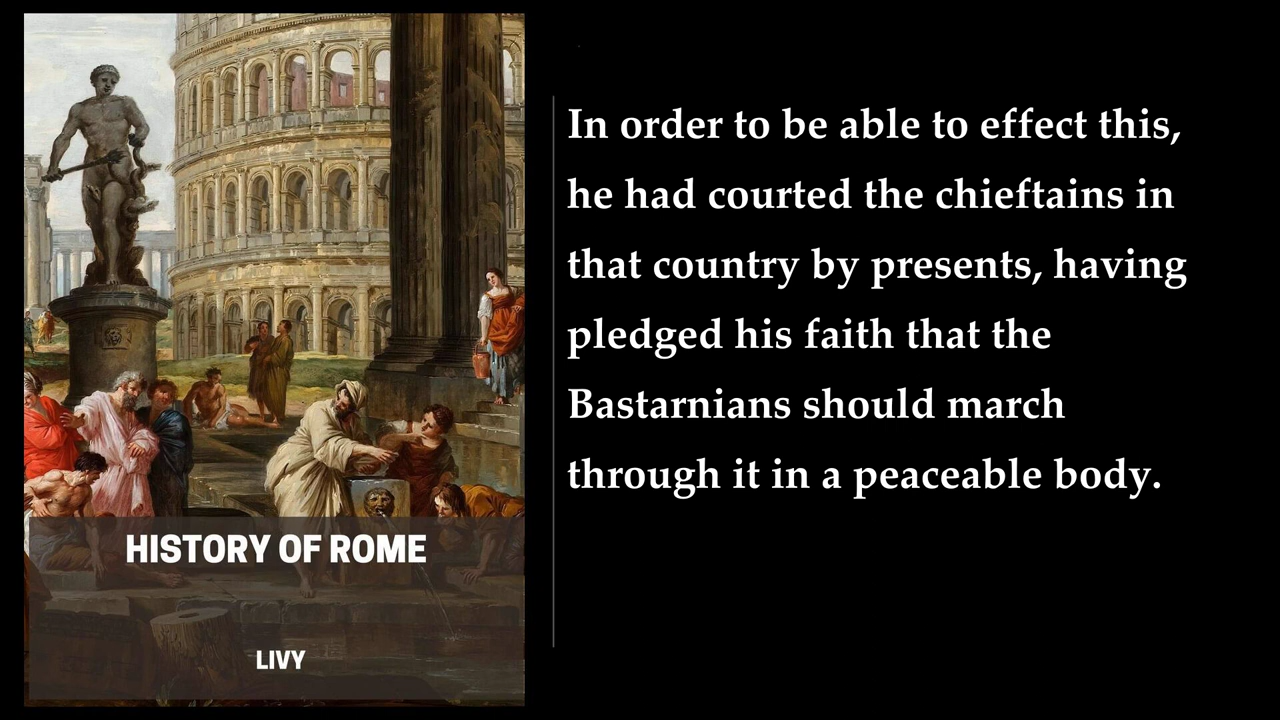 HISTORY OF ROME
LIVY
In order to be able to effect this,
he had courted the chieftains in
that country by presents, having
pledged his faith that the
Bastarnians should march
through it in a peaceable body.